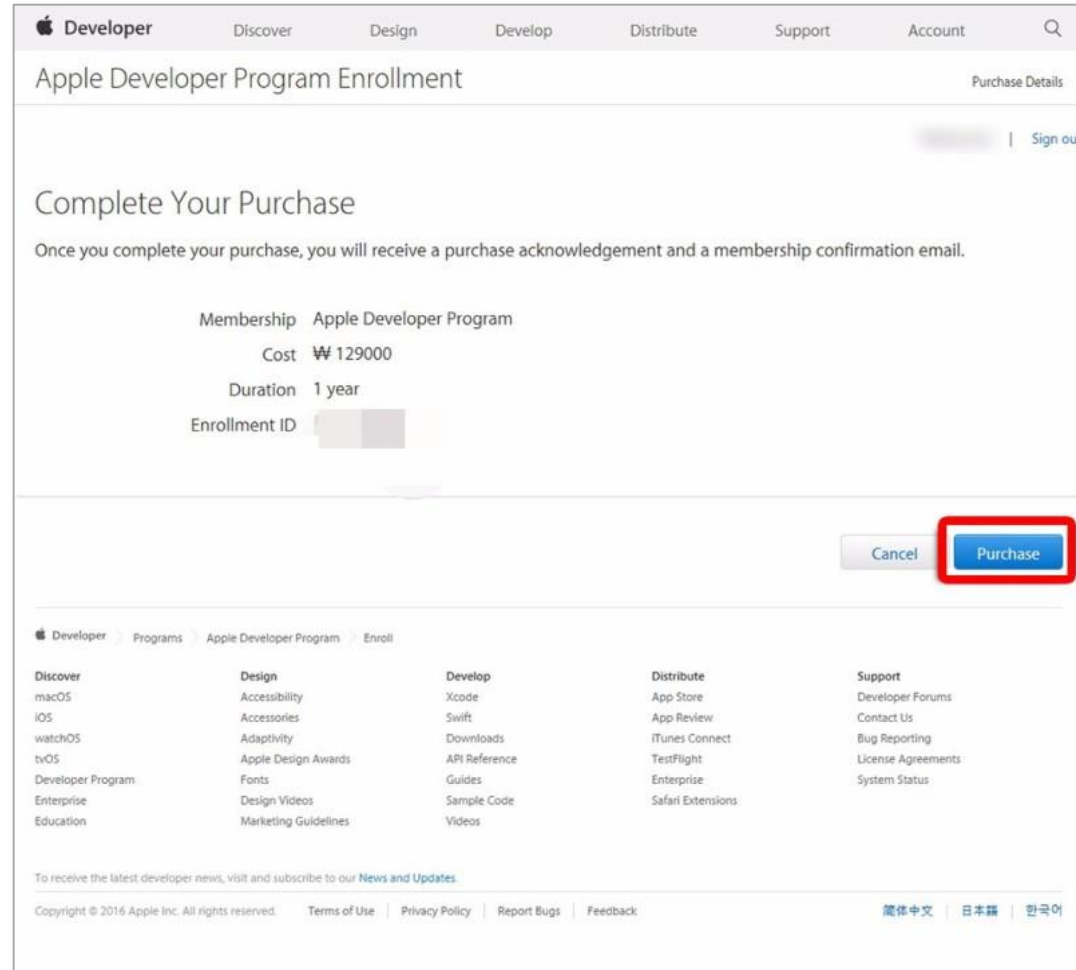 Developer Discover Design Develop Distribute Support Account
Apple Developer Program Enrollment Purchase Details
| Sign ou
Complete Your Purchase
Once you complete your purchase, you will receive a purchase acknowledgement and a membership confirmation email.
Membership Apple Developer Program
Cost ₩ 129000
Duration 1 year
Enrollment ID
Cancel Purchase
Developer Programs Apple Developer Program Enroll
Discover Design Develop Distribute Support
macOS Accessibility Xcode App Store Developer Forums
iOS Accessories Swift App Review Contact Us
watchOS Adaptivity Downloads iTunes Connect Bug Reporting
tvOS Apple Design Awards API Reference TestFlight License Agreements
Developer Program Fonts Guides Enterprise System Status
Enterprise Design Videos Sample Code Safari Extensions
Education Marketing Guidelines Videos
To receive the latest developer news, visit and subscribe to our News and Updates.
Copyright © 2016 Apple Inc. All rights reserved. Terms of Use | Privacy Policy | Report Bugs | Feedback 简体中文 | 日本語 | 한국어